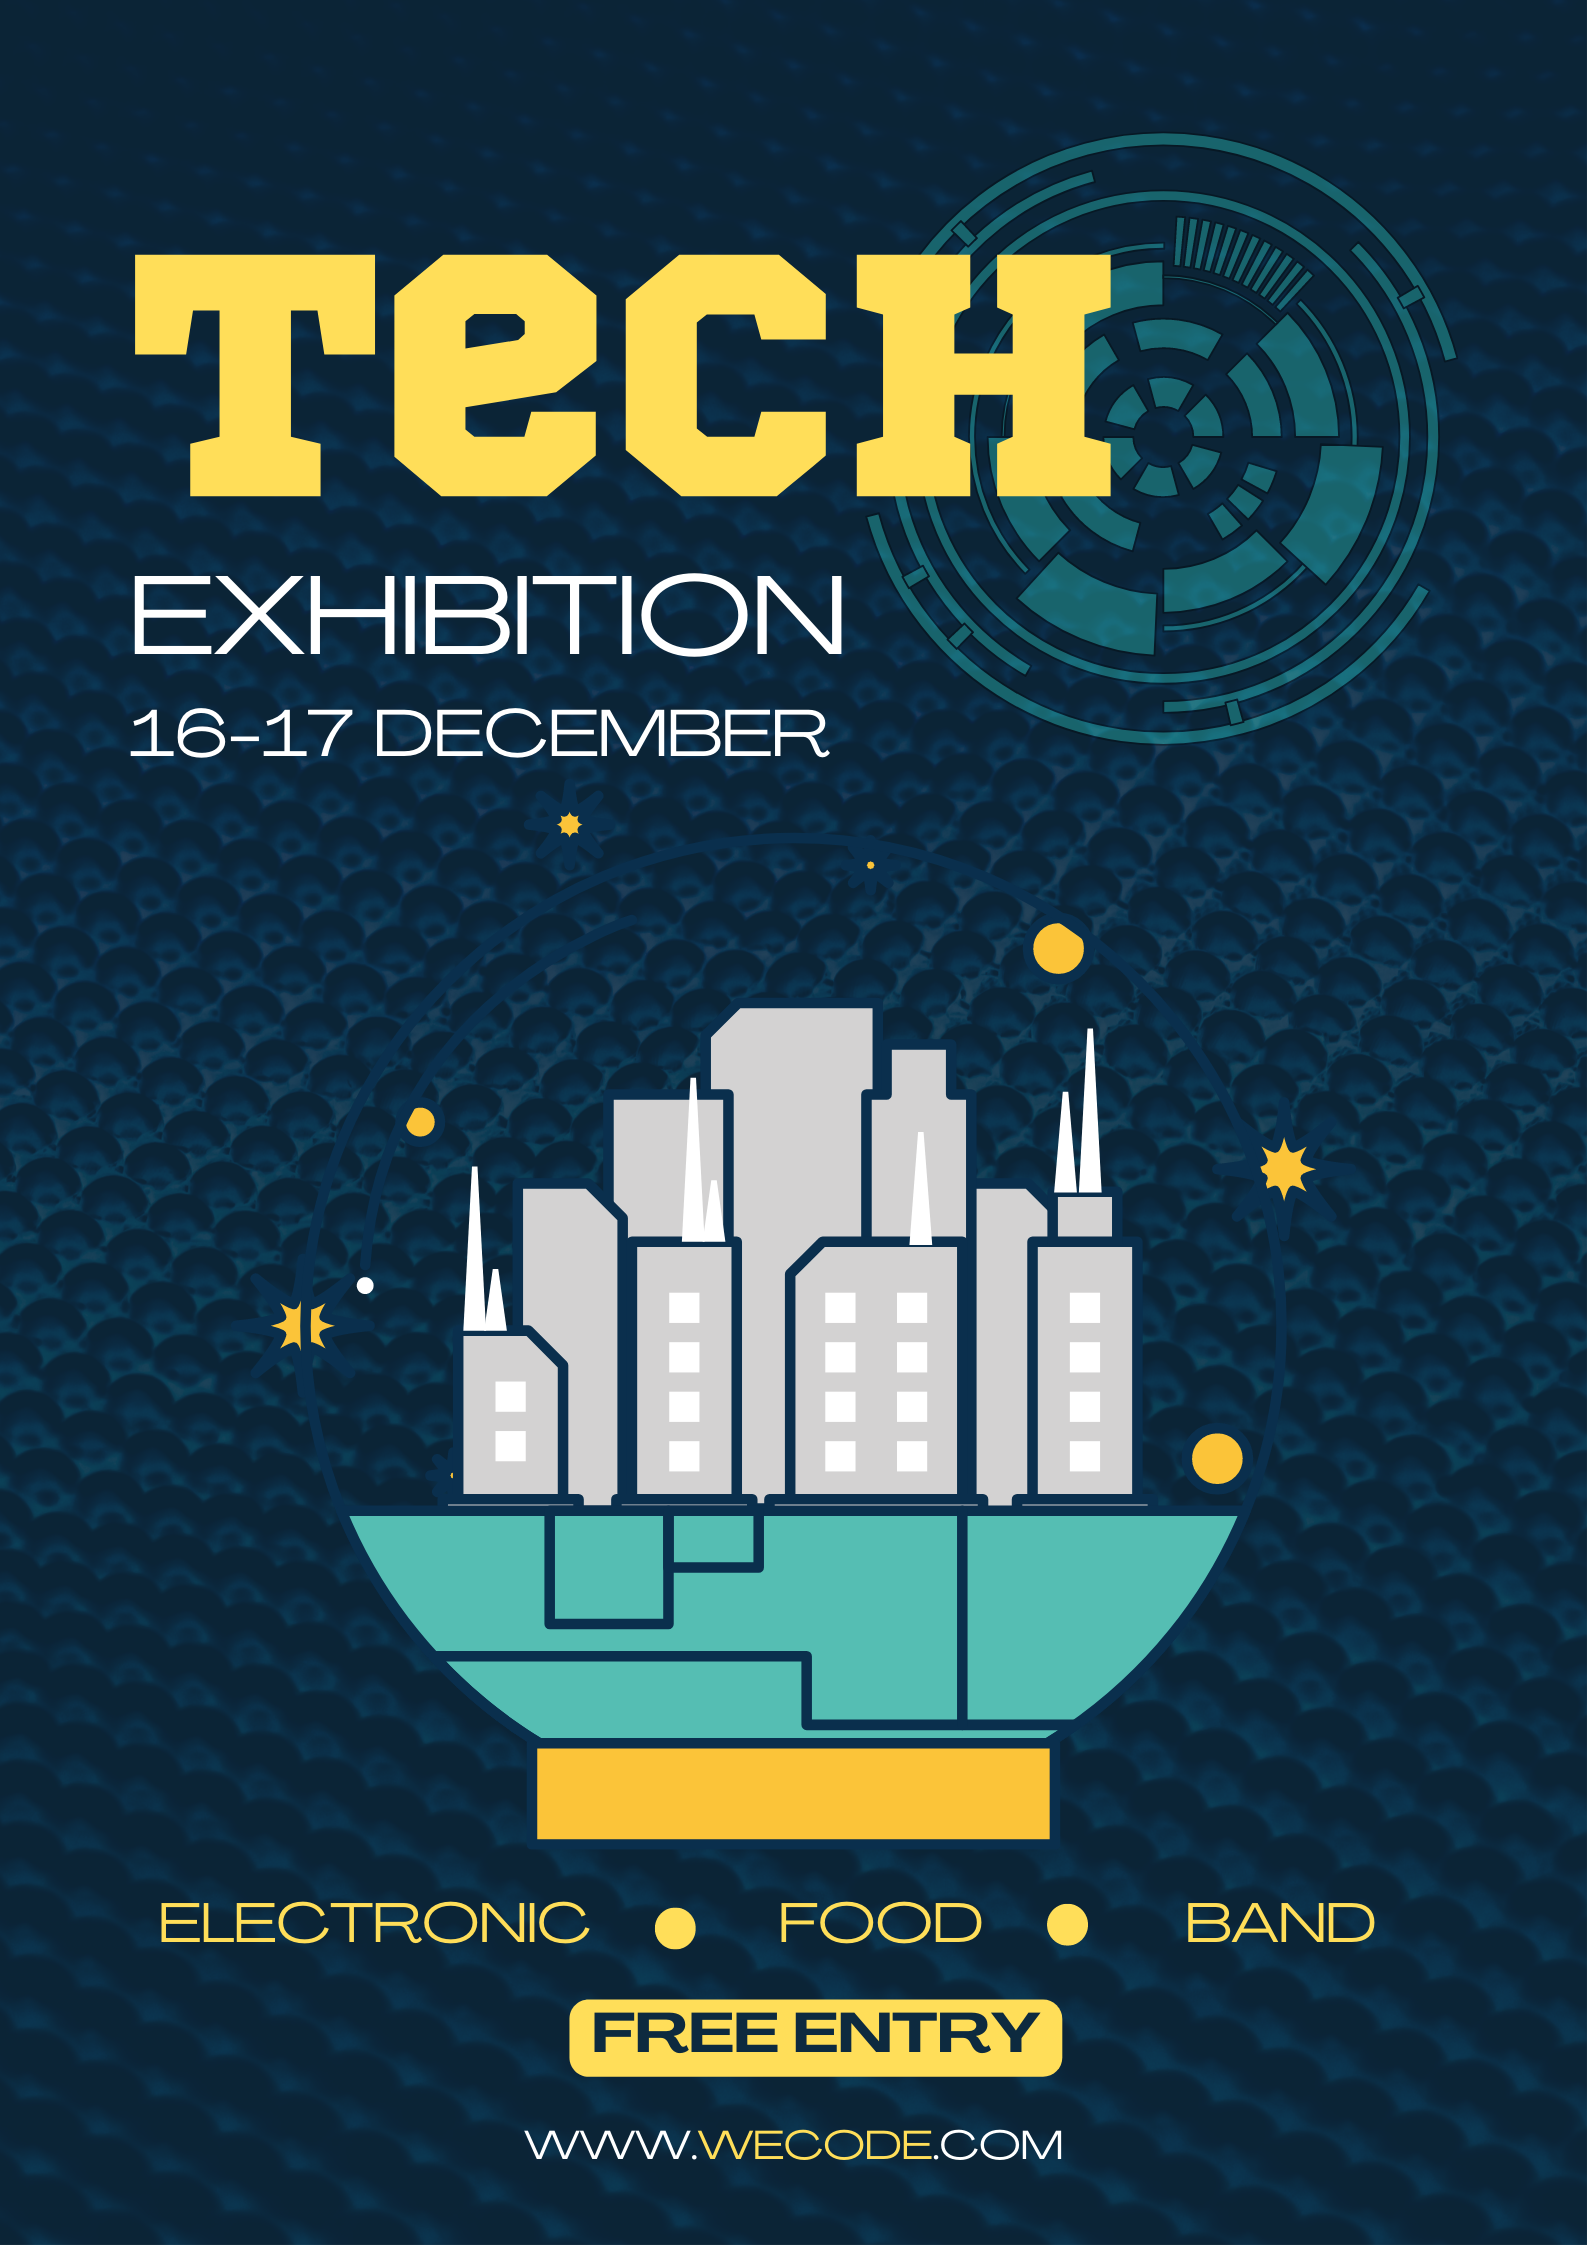 TeCH
EXHIBITION
16-17 DECEMBER
ELECTRONIC ● FOOD ● BAND
FREE ENTRY
WWW.WECODE.COM